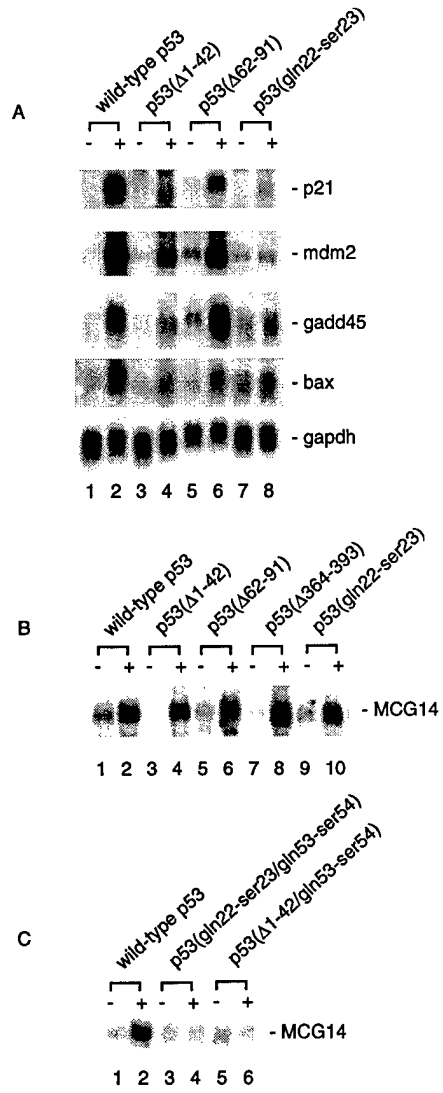 A
wild-type p53
p53(Δ1-42)
p53(Δ62-91)
p53(gln22-ser23)
- + - + - + - +
- p21
- mdm2
- gadd45
- bax
- gapdh
1 2 3 4 5 6 7 8
B
wild-type p53
p53(Δ1-42)
p53(Δ62-91)
p53(Δ364-393)
p53(gln22-ser23)
- + - + - + - + - +
- MCG14
1 2 3 4 5 6 7 8 9 10
C
wild-type p53
p53(gln22-ser23/gln53-ser54)
p53(Δ1-42/gln53-ser54)
- + - + - +
- MCG14
1 2 3 4 5 6